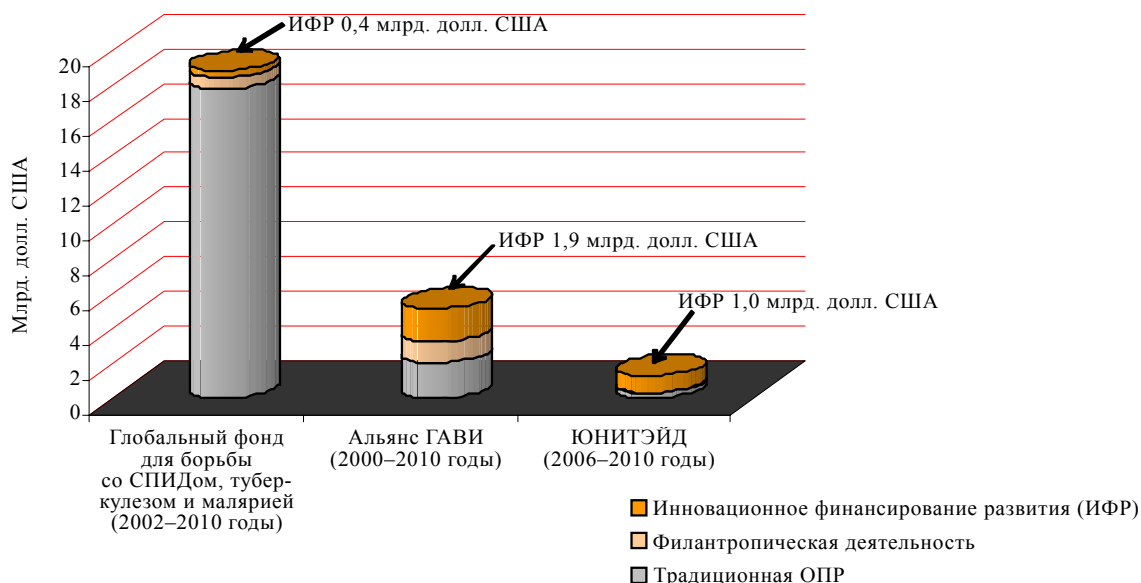 ИФР 0,4 млрд. долл. США
20
18
16
14
12
10
8
6
4
2
0
Млрд. долл. США
ИФР 1,9 млрд. долл. США
ИФР 1,0 млрд. долл. США
Глобальный фонд
для борьбы
со СПИДом, тубер-
кулезом и малярией
(2002–2010 годы)
Альянс ГАВИ
(2000–2010 годы)
ЮНИТЭЙД
(2006–2010 годы)
Инновационное финансирование развития (ИФР)
Филантропическая деятельность
Традиционная ОПР